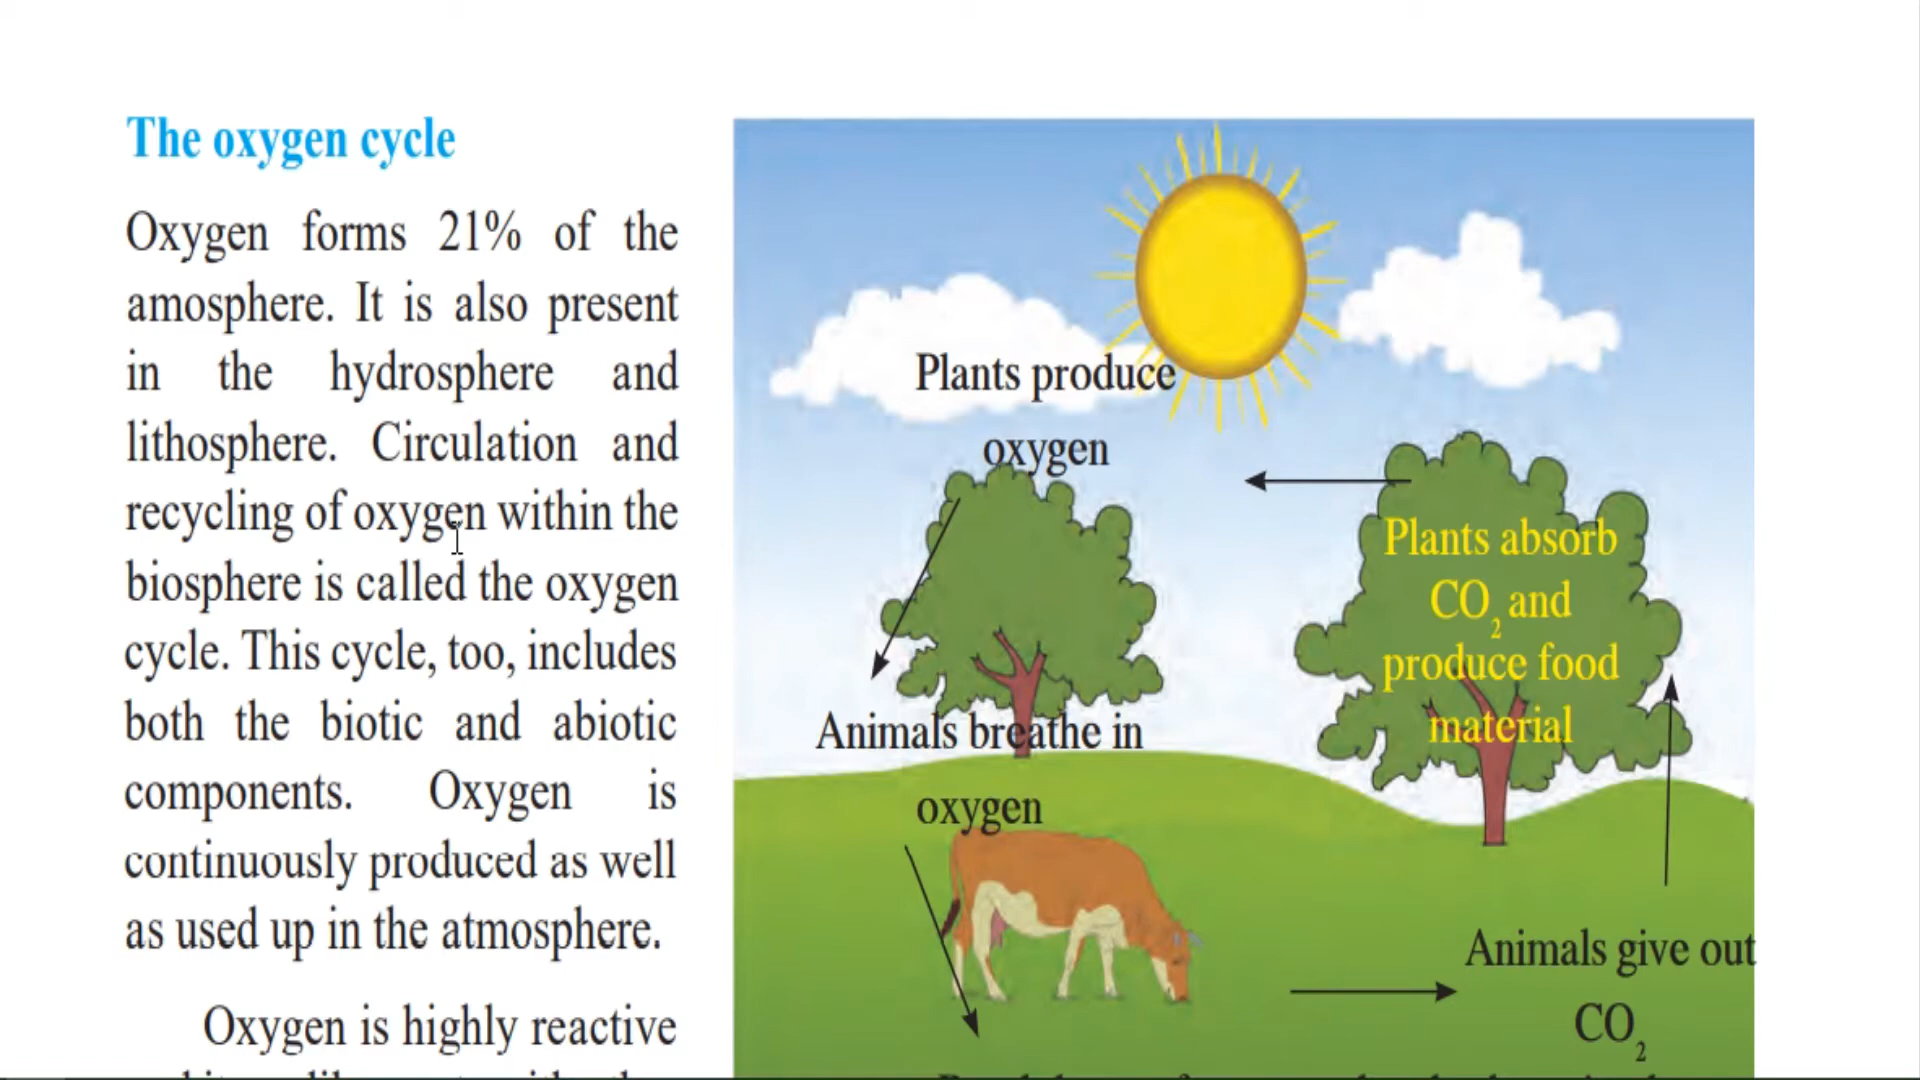 The oxygen cycle
Oxygen forms 21% of the
amosphere. It is also present
in the hydrosphere and
lithosphere. Circulation and
recycling of oxygen within the
biosphere is called the oxygen
cycle. This cycle, too, includes
both the biotic and abiotic
components. Oxygen is
continuously produced as well
as used up in the atmosphere.
Oxygen is highly reactive
Plants produce
oxygen
Plants absorb
CO₂ and
produce food
material
Animals breathe in
oxygen
Animals give out
CO₂